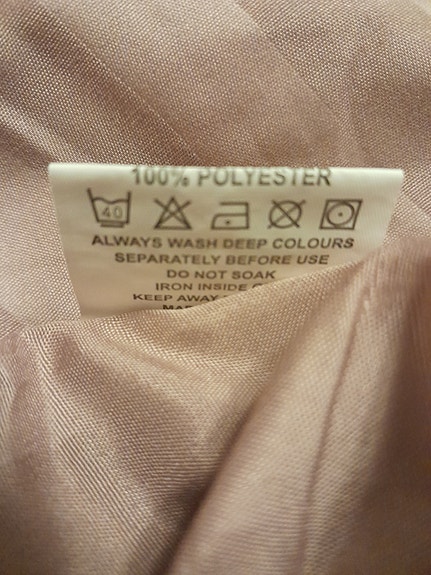 100% POLYESTER
40
ALWAYS WASH DEEP COLOURS
SEPARATELY BEFORE USE
DO NOT SOAK
IRON INSIDE
KEEP AWAY